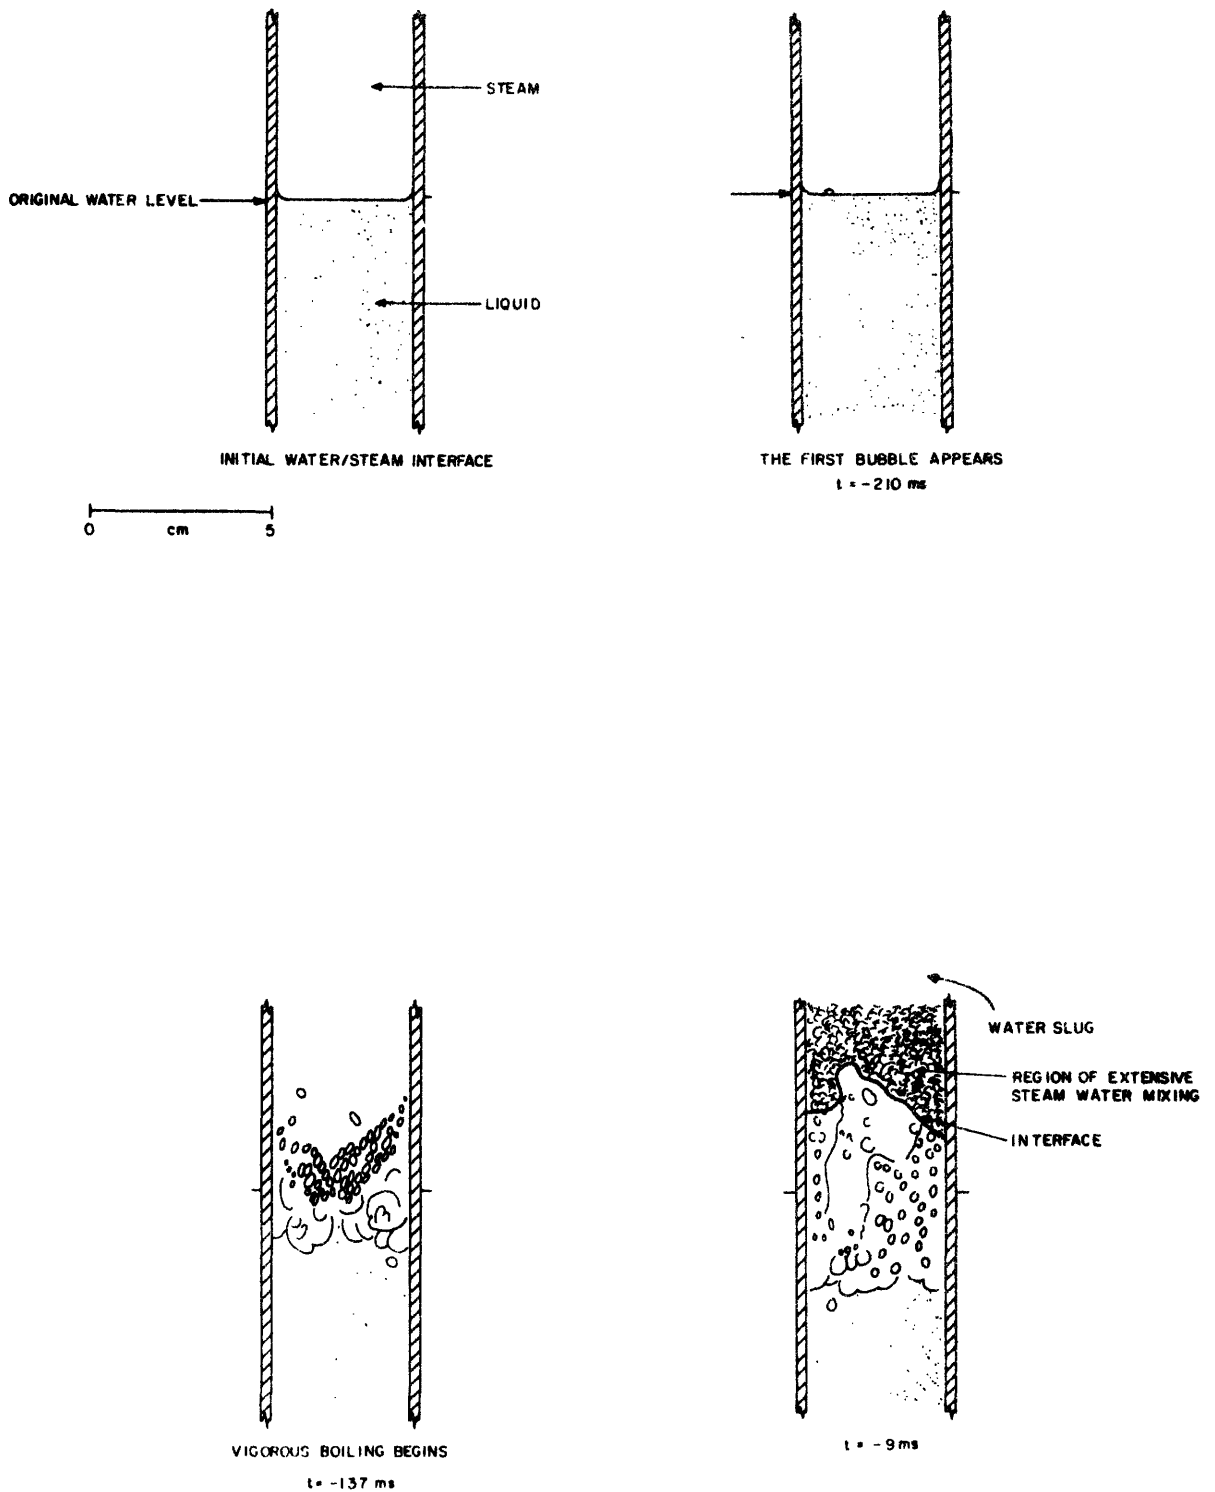 STEAM
ORIGINAL WATER LEVEL
LIQUID
INITIAL WATER/STEAM INTERFACE
THE FIRST BUBBLE APPEARS
t = -210 ms
0 cm 5
WATER SLUG
REGION OF EXTENSIVE
STEAM WATER MIXING
INTERFACE
VIGOROUS BOILING BEGINS
t = -137 ms
t = -9 ms